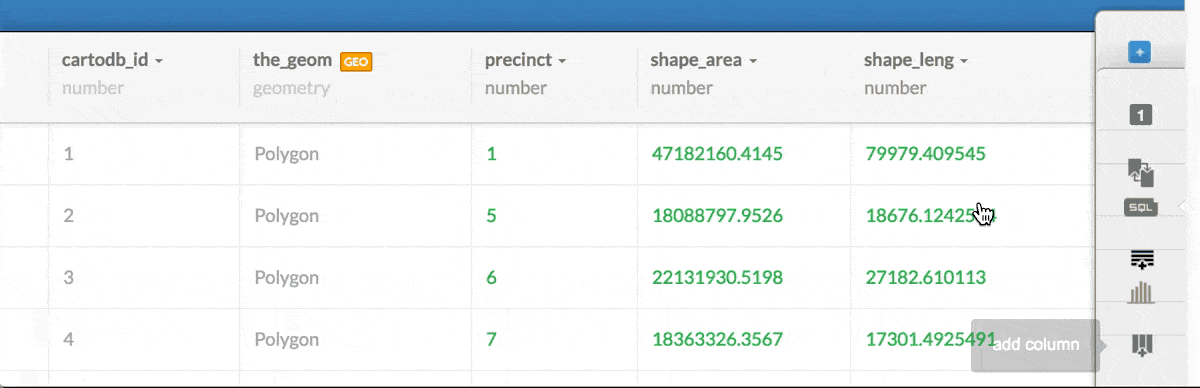 cartodb_id the_geom GEO precinct shape_area shape_leng
number geometry number number number
1
1 Polygon 1 47182160.4145 79979.409545
2 Polygon 5 18088797.9526 18676.1242
SQL
3 Polygon 6 22131930.5198 27182.610113
4 Polygon 7 18363326.3567 17301.4925491
add column